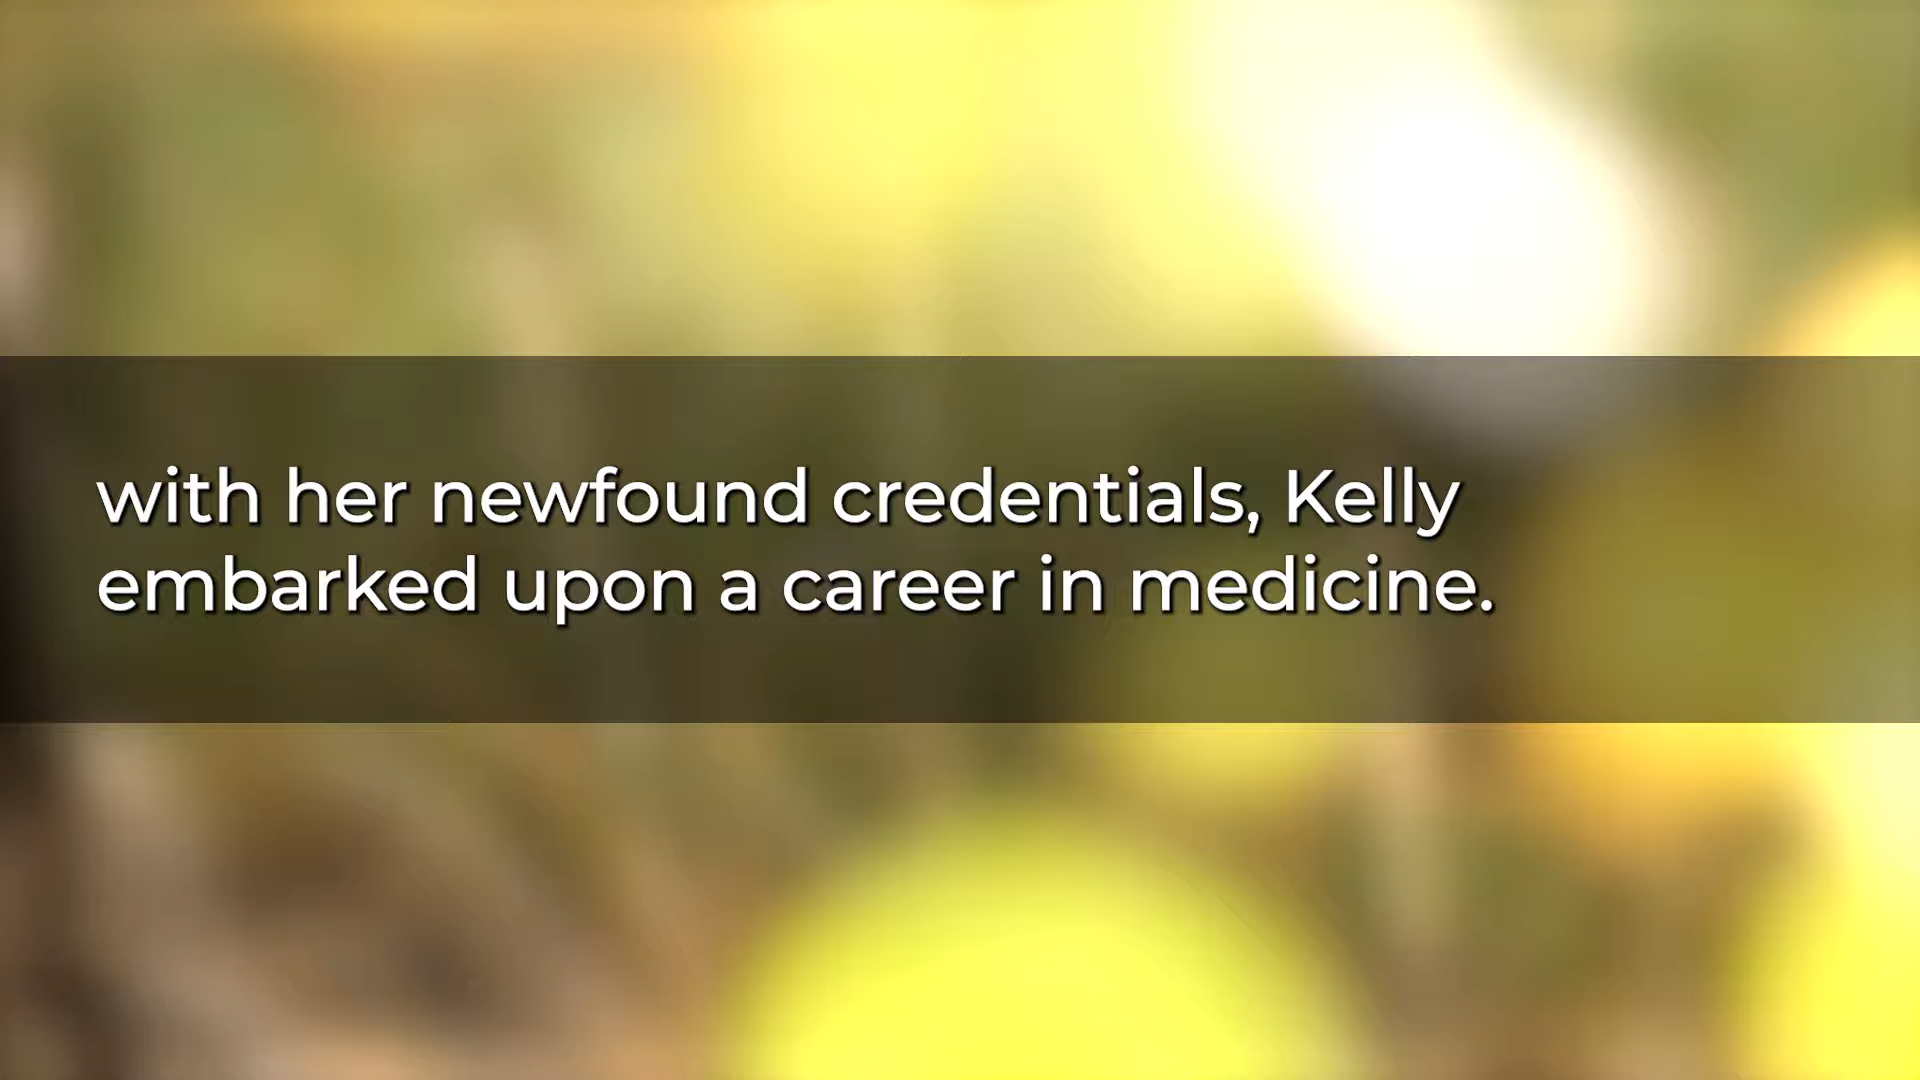 with her newfound credentials, Kelly
embarked upon a career in medicine.